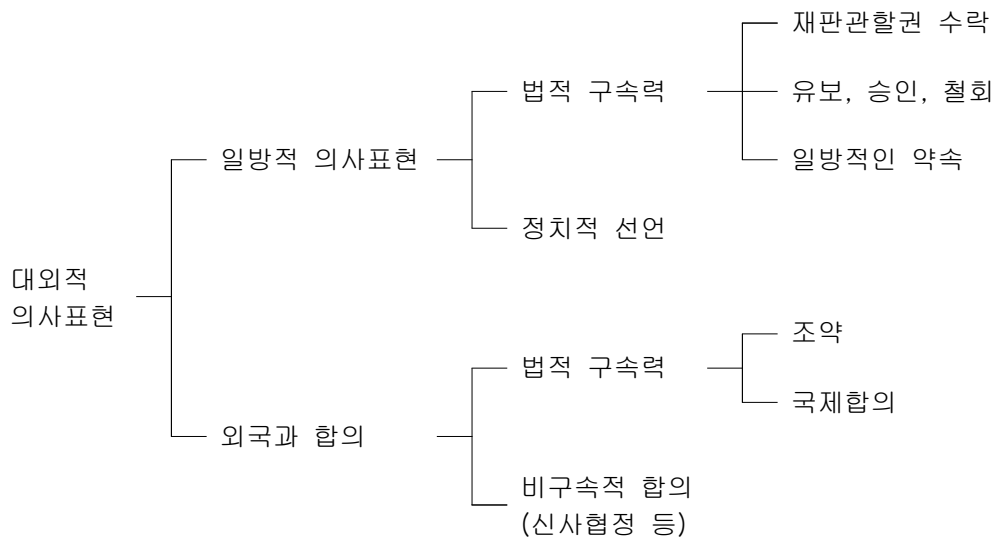 재판관할권 수락
법적 구속력
유보, 승인, 철회
일방적 의사표현
일방적인 약속
정치적 선언
대외적
의사표현
조약
법적 구속력
국제합의
외국과 합의
비구속적 합의
(신사협정 등)